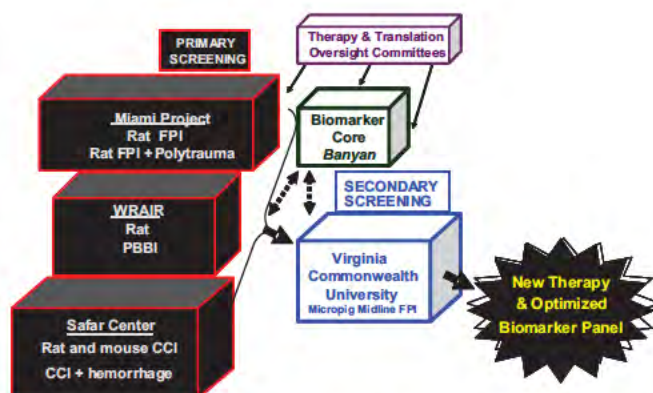 PRIMARY
SCREENING
Therapy & Translation
Oversight Committees
Miami Project
Rat FPI
Rat FPI + Polytrauma
Biomarker
Core
Banyan
WRAIR
Rat
PBBI
SECONDARY
SCREENING
Virginia
Commonwealth
University
Micropig Midline FPI
Safar Center
Rat and mouse CCI
CCI + hemorrhage
New Therapy
& Optimized
Biomarker Panel